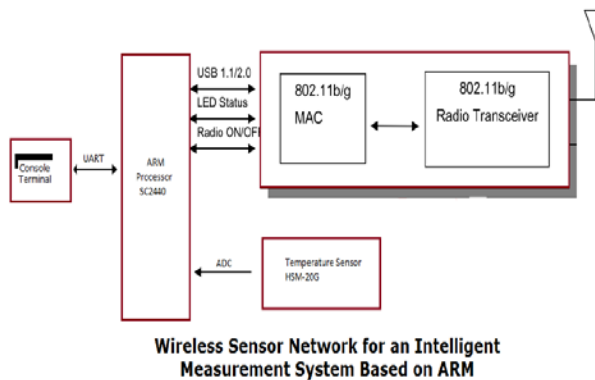 USB 1.1/2.0
LED Status
Radio ON/OFF
802.11b/g
MAC
802.11b/g
Radio Transceiver
Console
Terminal
UART
ARM
Processor
SC2440
ADC
Temperature Sensor
HSM-20G
Wireless Sensor Network for an Intelligent
Measurement System Based on ARM